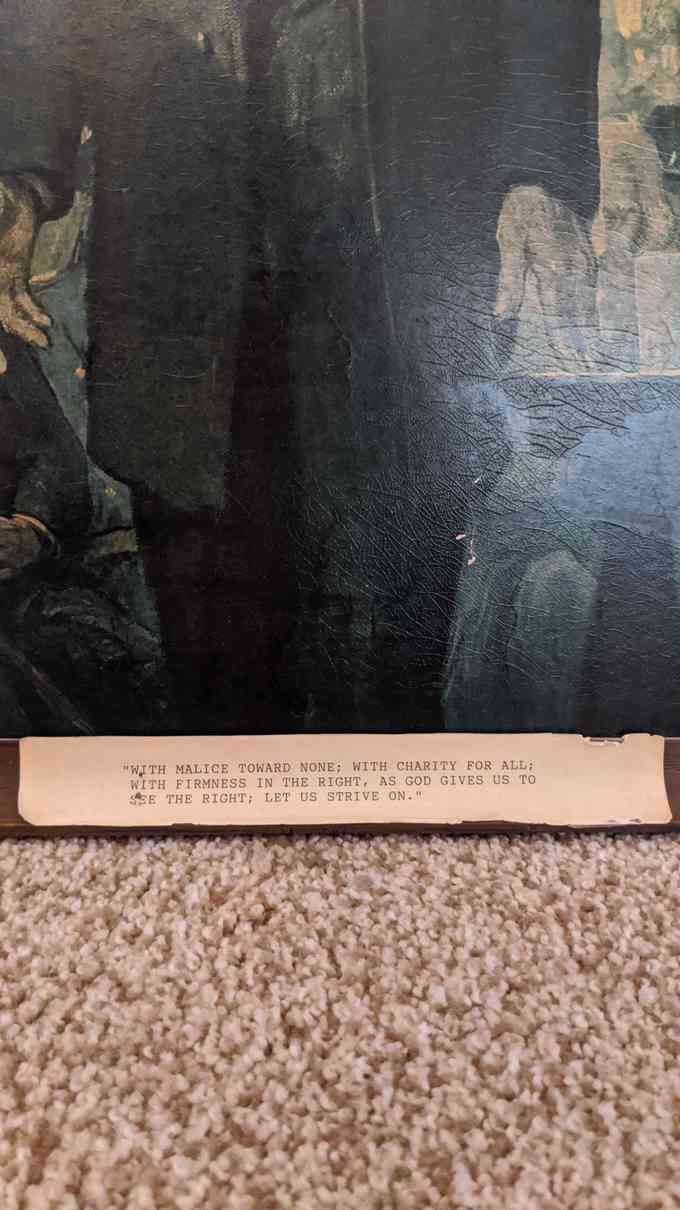 "WITH MALICE TOWARD NONE; WITH CHARITY FOR ALL;
WITH FIRMNESS IN THE RIGHT, AS GOD GIVES US TO
SEE THE RIGHT; LET US STRIVE ON."